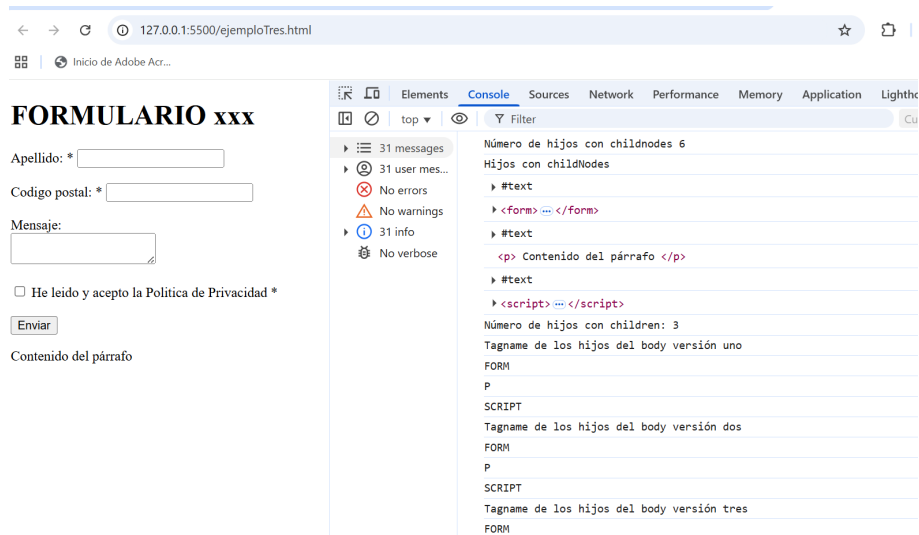 127.0.0.1:5500/ejemploTres.html
Inicio de Adobe Acr...
FORMULARIO xxx
Apellido: *
Codigo postal: *
Mensaje:
He leido y acepto la Politica de Privacidad *
Enviar
Contenido del párrafo
Elements Console Sources Network Performance Memory Application Lightho
top ▼ Filter Cu
31 messages
31 user mes...
No errors
No warnings
31 info
No verbose
Número de hijos con childnodes 6
Hijos con childNodes
#text
<form>…</form>
#text
<p> Contenido del párrafo </p>
#text
<script>…</script>
Número de hijos con children: 3
Tagname de los hijos del body versión uno
FORM
P
SCRIPT
Tagname de los hijos del body versión dos
FORM
P
SCRIPT
Tagname de los hijos del body versión tres
FORM